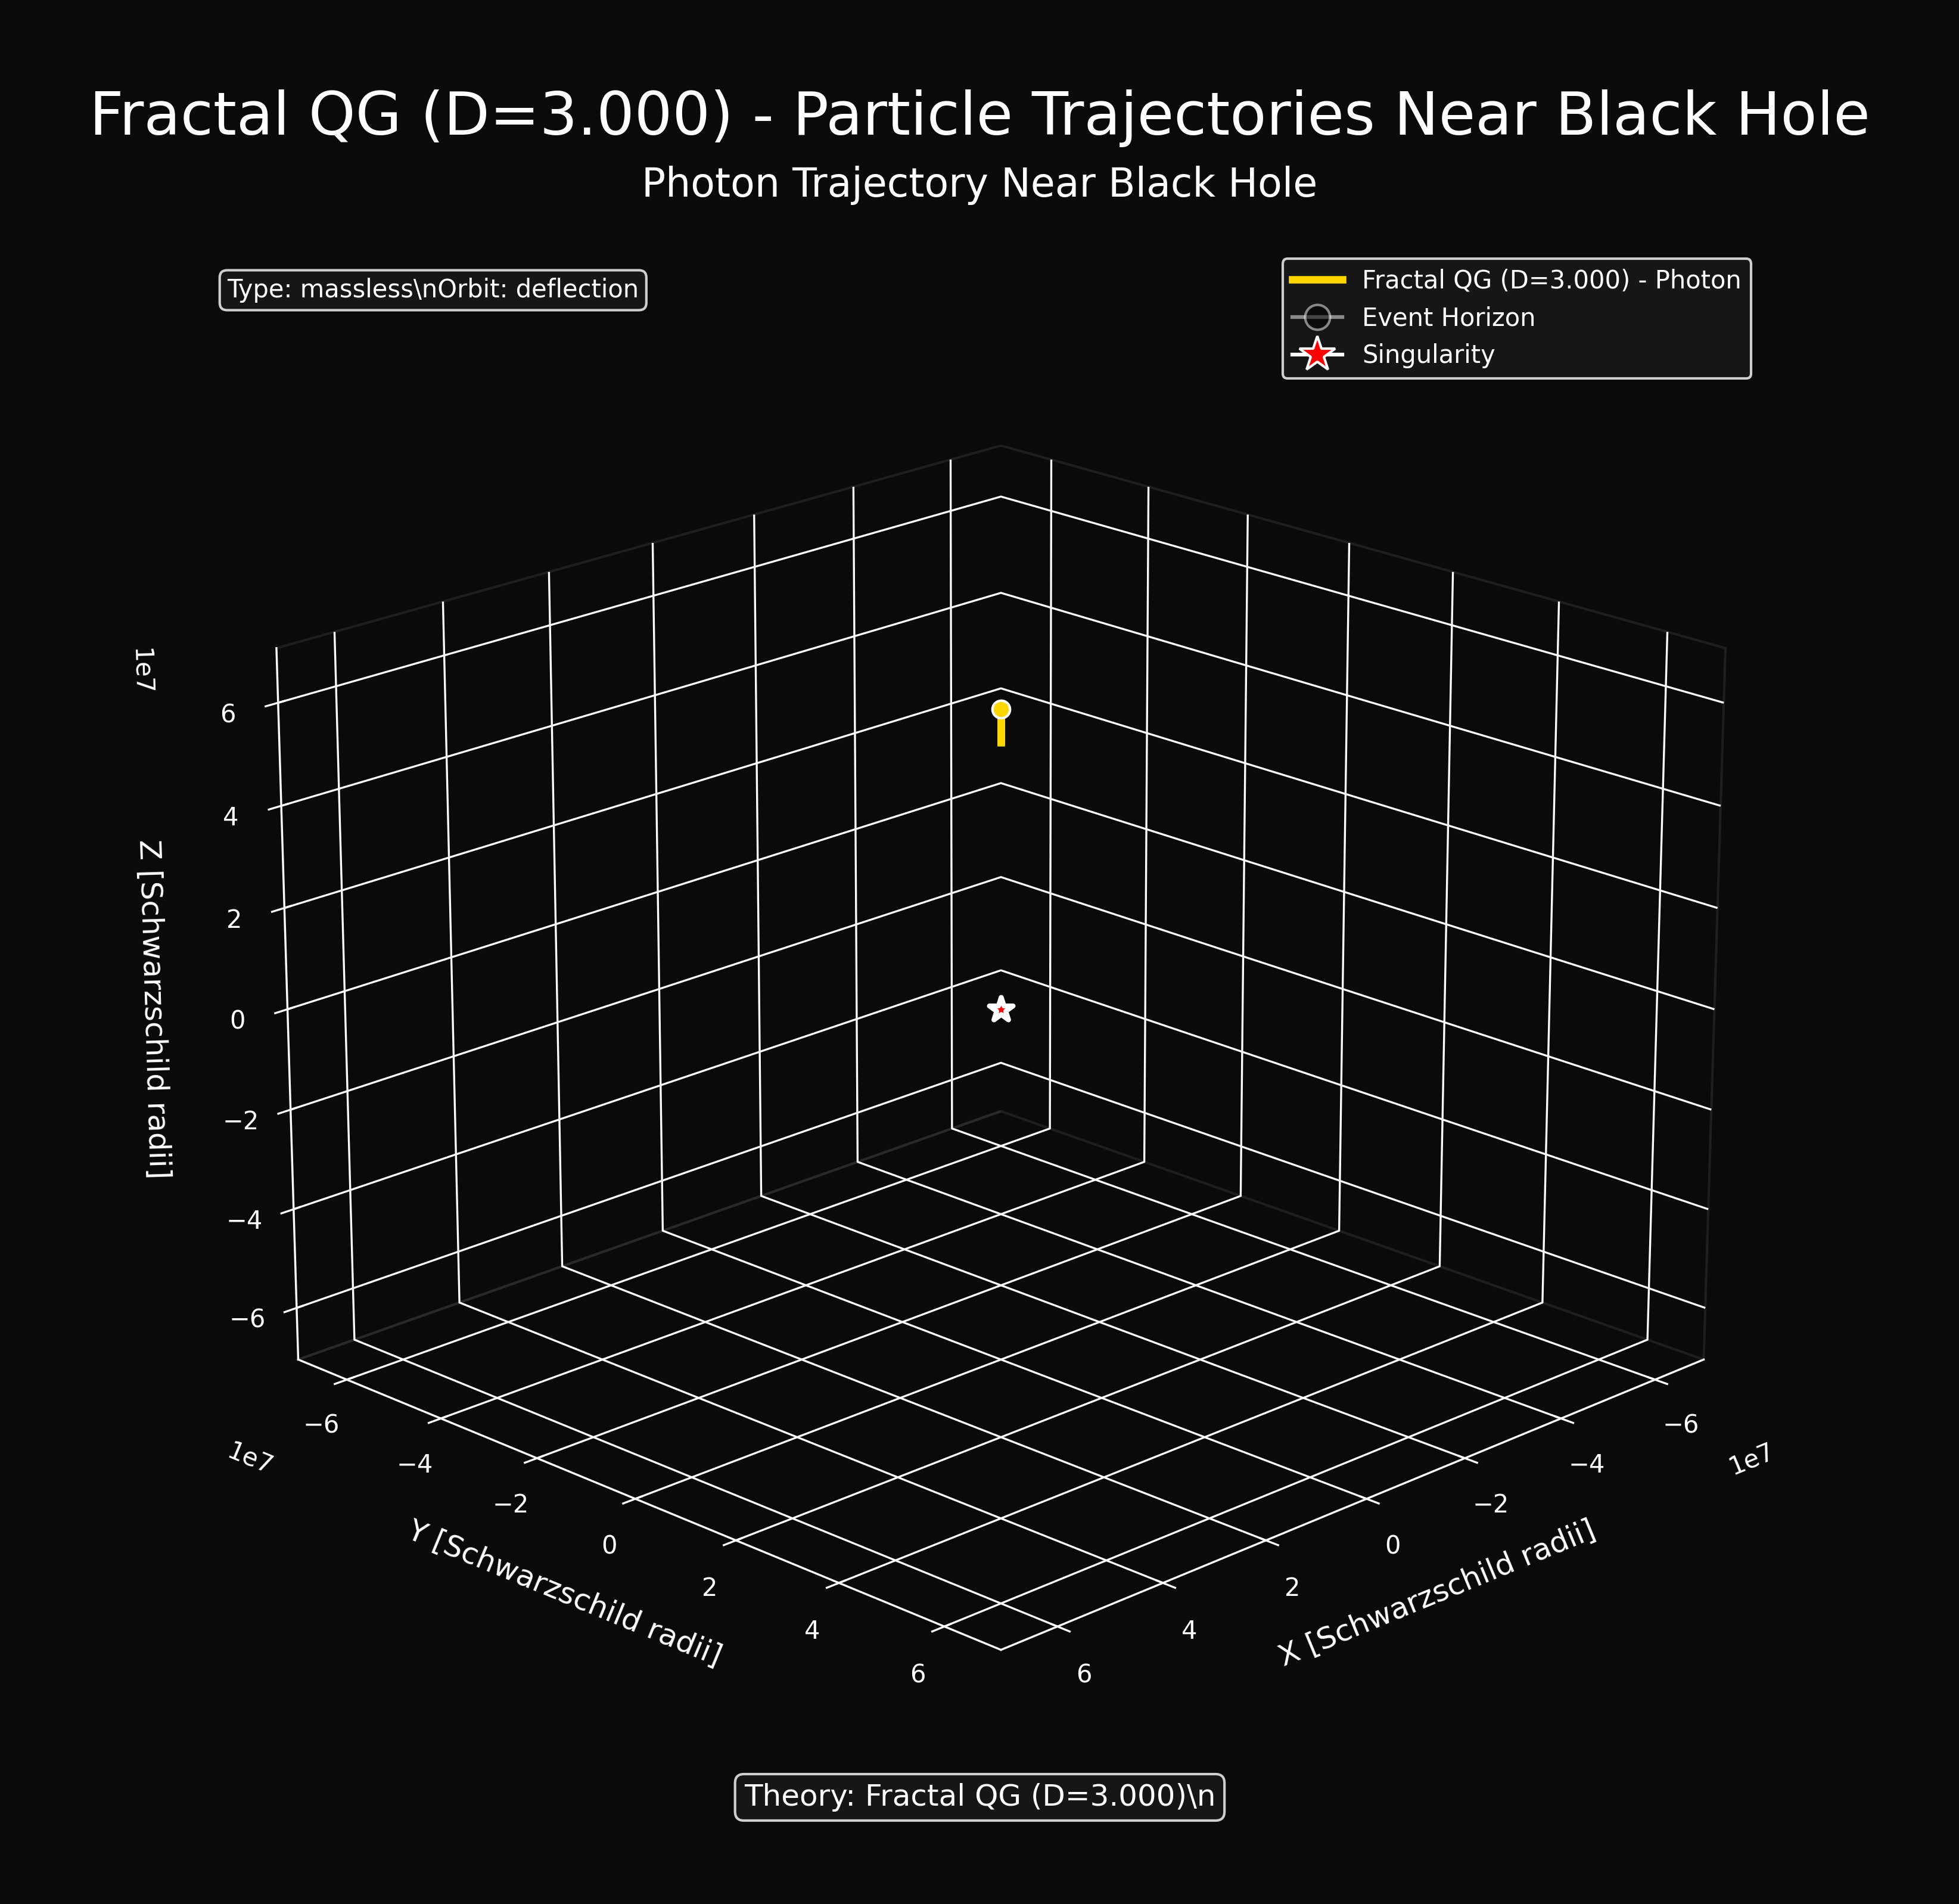 Fractal QG (D=3.000) - Particle Trajectories Near Black Hole
Photon Trajectory Near Black Hole
Type: massless\nOrbit: deflection
Fractal QG (D=3.000) - Photon
Event Horizon
Singularity
1e7
6
4
2
0
−2
−4
−6
Z [Schwarzschild radii]
1e7
−6
−4
−2
0
2
4
6
Y [Schwarzschild radii]
1e7
−6
−4
−2
0
2
4
6
X [Schwarzschild radii]
Theory: Fractal QG (D=3.000)\n